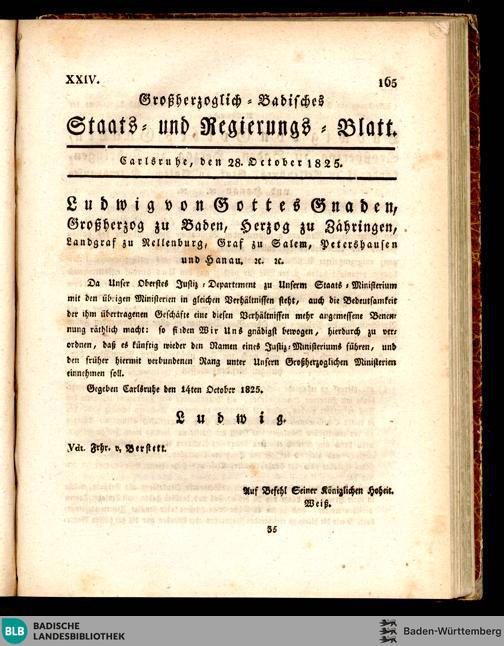 XXIV. 165
Großherzoglich-Badisches
Staats- und Regierungs-Blatt.
Carlsruhe, den 28. October 1825.
Ludwig von Gottes Gnaden,
Großherzog zu Baden, Herzog zu Zähringen,
Landgraf zu Nellenburg, Graf zu Salem, Petershausen
und Hanau, ꝛc. ꝛc.
Da Unser Oberstes Justiz-Departement zu Unserm Staats-Ministerium
mit den übrigen Ministerien in gleichen Verhältnissen steht, auch die Bedeutsamkeit
der ihm übertragenen Geschäfte eine diesen Verhältnissen mehr angemessene Benen-
nung räthlich macht: so finden Wir Uns gnädigst bewogen, hierdurch zu ver-
ordnen, daß es künftig wieder den Namen eines Justiz-Ministeriums führen, und
den früher hiermit verbundenen Rang unter Unsern Großherzoglichen Ministerien
einnehmen soll.
Gegeben Carlsruhe den 14ten October 1825.
Ludwig.
Vdt. Frhr. v. Berstett.
Auf Befehl Seiner Königlichen Hoheit.
Weiß.
35
BLB BADISCHE
LANDESBIBLIOTHEK
Baden-Württemberg